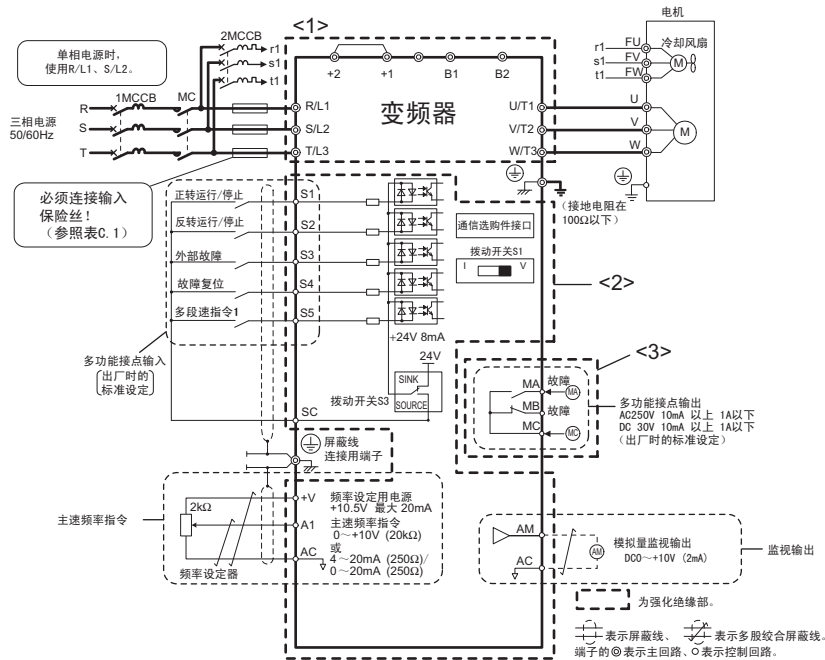 电机
<1>
2MCCB
r1
s1
t1
单相电源时,
使用R/L1、S/L2。
+2
+1
B1
B2
r1
s1
t1
FU
FV
FW
冷却风扇
M
1MCCB
MC
R
S
T
三相电源
50/60Hz
R/L1
S/L2
T/L3
变频器
U/T1
V/T2
W/T3
U
V
W
M
必须连接输入
保险丝!
(参照表C.1)
(接地电阻在
100Ω以下)
正转运行/停止
S1
反转运行/停止
S2
外部故障
S3
故障复位
S4
多段速指令1
S5
通信选购件接口
拨动开关S1
I
V
<2>
+24V 8mA
24V
多功能接点输入
出厂时的
标准设定
拨动开关S3
SINK
SOURCE
SC
<3>
MA
故障
MA
MB
故障
MC
MC
多功能接点输出
AC250V 10mA 以上 1A以下
DC 30V 10mA 以上 1A以下
(出厂时的标准设定)
屏蔽线
连接用端子
主速频率指令
2kΩ
频率设定器
+V
频率设定用电源
+10.5V 最大 20mA
A1
主速频率指令
0～+10V (20kΩ)
或
AC
4～20mA (250Ω)/
0～20mA (250Ω)
AM
AC
AM
模拟量监视输出
DC0～+10V (2mA)
监视输出
为强化绝缘部。
表示屏蔽线、
表示多股绞合屏蔽线。
端子的◎表示主回路、○表示控制回路。